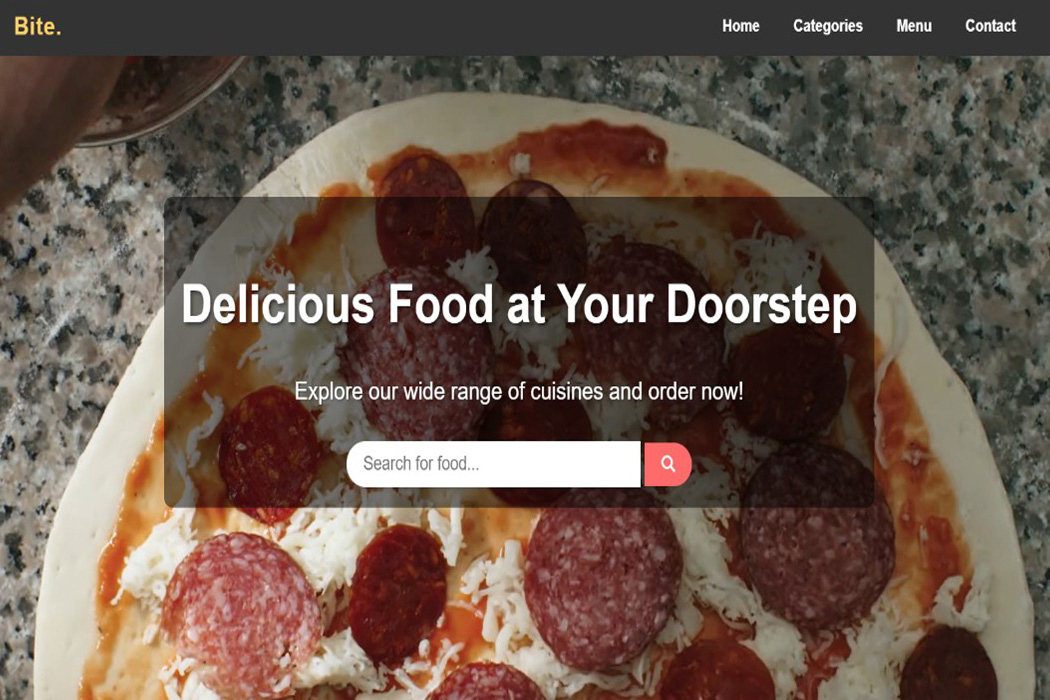 Bite.
Home Categories Menu Contact
Delicious Food at Your Doorstep
Explore our wide range of cuisines and order now!
Search for food...